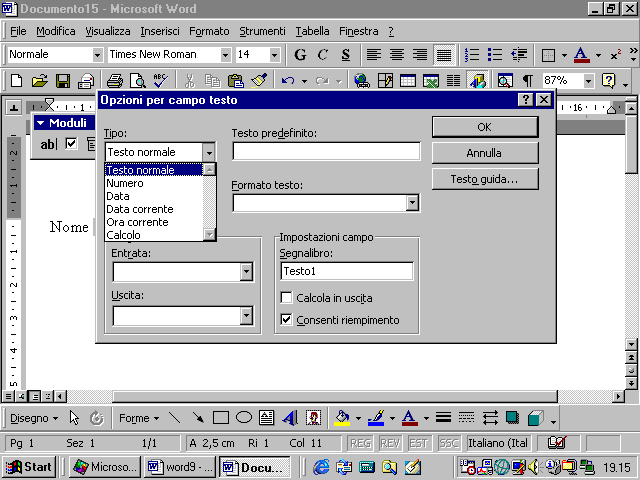 Documento15 - Microsoft Word
File Modifica Visualizza Inserisci Formato Strumenti Tabella Finestra ?
Normale Times New Roman 14 G C S A
ABC ¶ 87% ?
1 16
Opzioni per campo testo ?
Moduli
ab|
Tipo:
Testo normale
Testo normale
Numero
Data
Data corrente
Ora corrente
Calcolo
Testo predefinito:
Formato testo:
OK
Annulla
Testo guida...
Nome
Entrata:
Uscita:
Impostazioni campo
Segnalibro:
Testo1
Calcola in uscita
Consenti riempimento
Disegno Forme A
Pg 1 Sez 1 1/1 A 2,5 cm Ri 1 Col 11 REG REV EST SSC Italiano (Ital
Start Microso... word9 - ... Docu... 19.15